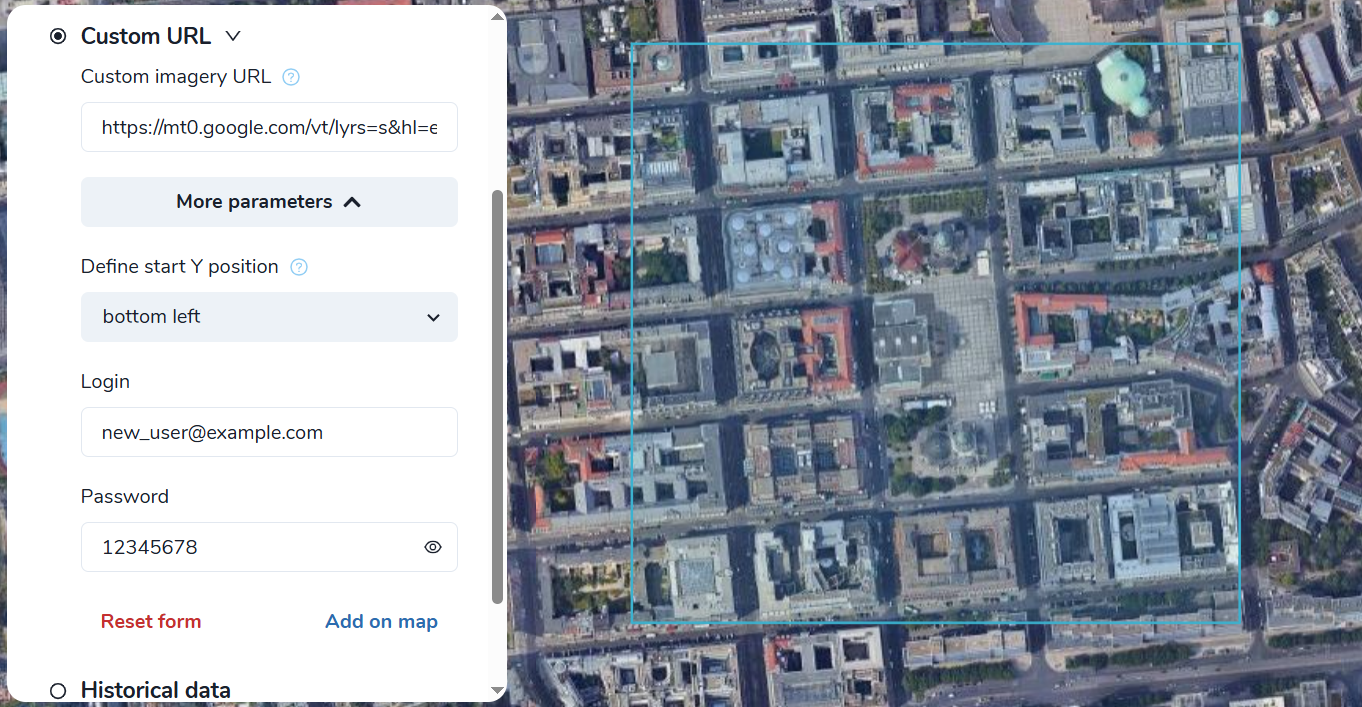 Custom URL
Custom imagery URL ?
https://mt0.google.com/vt/lyrs=s&hl=e
More parameters
Define start Y position ?
bottom left
Login
new_user@example.com
Password
12345678
Reset form Add on map
Historical data